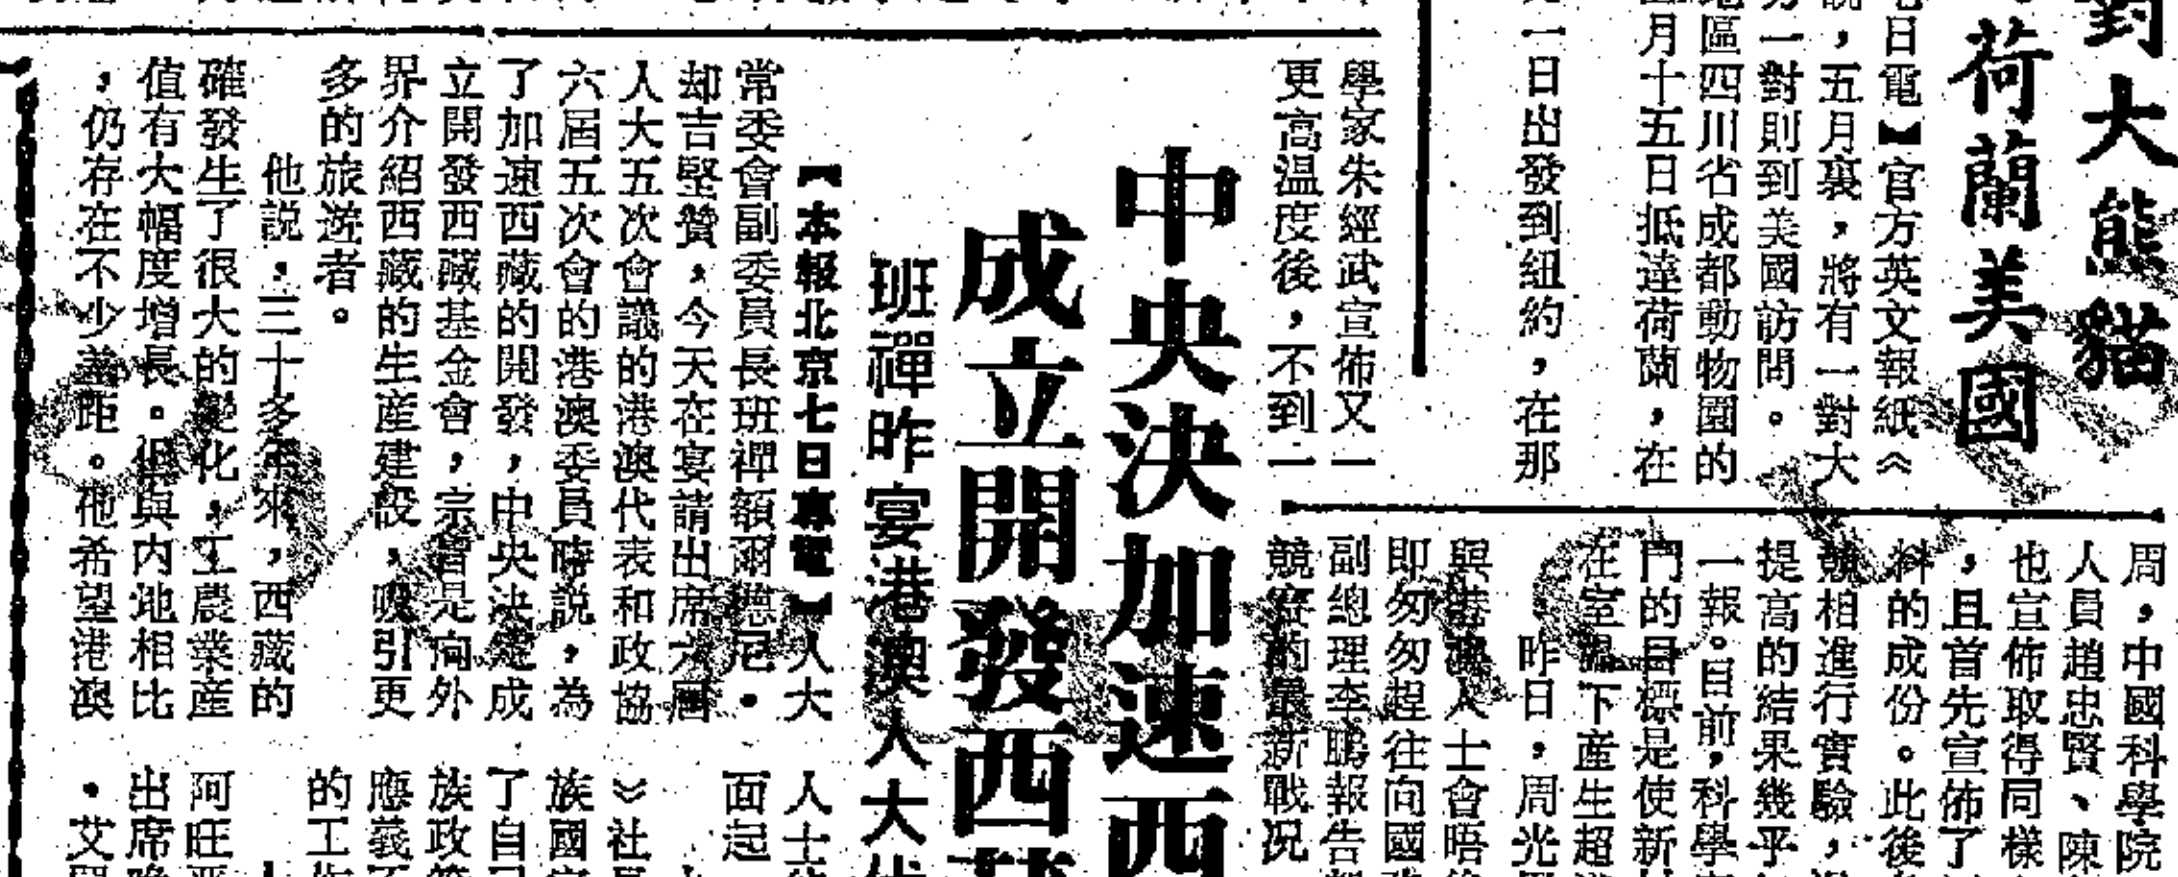 對大熊貓
荷蘭美國
日電】官方英文報紙《
說，五月裏，將有一對大
一對則到美國訪問。
地區四川省成都動物園的
月十五日抵達荷蘭，在
一日出發到紐約，在那
學家朱經武宣佈又一
更高溫度後，不到一
周，中國科學院
人員趙忠賢、陳
也宣佈取得同樣
，且首先宣佈了
料的成份。此後
競相進行實驗，
提高的結果幾乎
一報。目前，科學
門的目標是使新
在室溫下產生超
昨日，周光
與港澳人士會晤
即匆匆趕往向國
副總理李鵬報告
競賽的最新戰况
中央決加速西
成立開發西
班禪昨宴港澳人大代
【本報北京七日專電】人大
常委會副委員長班禪額爾德尼·
却吉堅贊，今天在宴請出席六屆
人大五次會議的港澳代表和政協
六屆五次會的港澳委員時說，為
了加速西藏的開發，中央決定成
立開發西藏基金會，宗旨是向外
界介紹西藏的生產建設，吸引更
多的旅遊者。
他說，三十多年來，西藏的
確發生了很大的變化，工農業產
值有大幅度增長。但與內地相比
，仍存在不少差距。他希望港澳
人士
面起
》社
族國
了自
族政
應義不
的工作
阿旺
出席晚
·艾